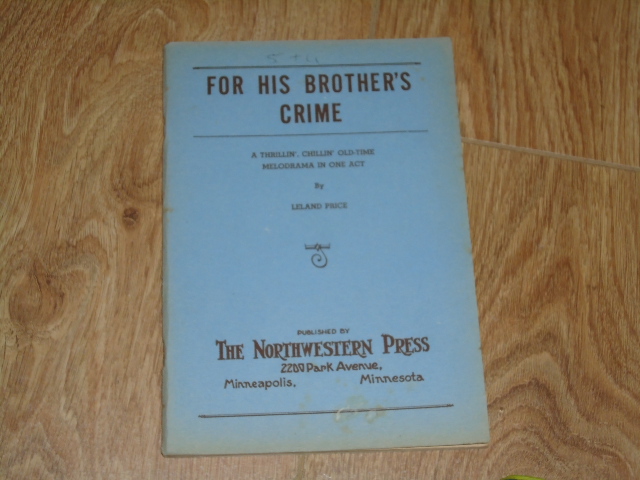 FOR HIS BROTHER'S
CRIME
A THRILLIN', CHILLIN' OLD-TIME
MELODRAMA IN ONE ACT
By
LELAND PRICE
PUBLISHED BY
THE NORTHWESTERN PRESS
2200 Park Avenue,
Minneapolis, Minnesota